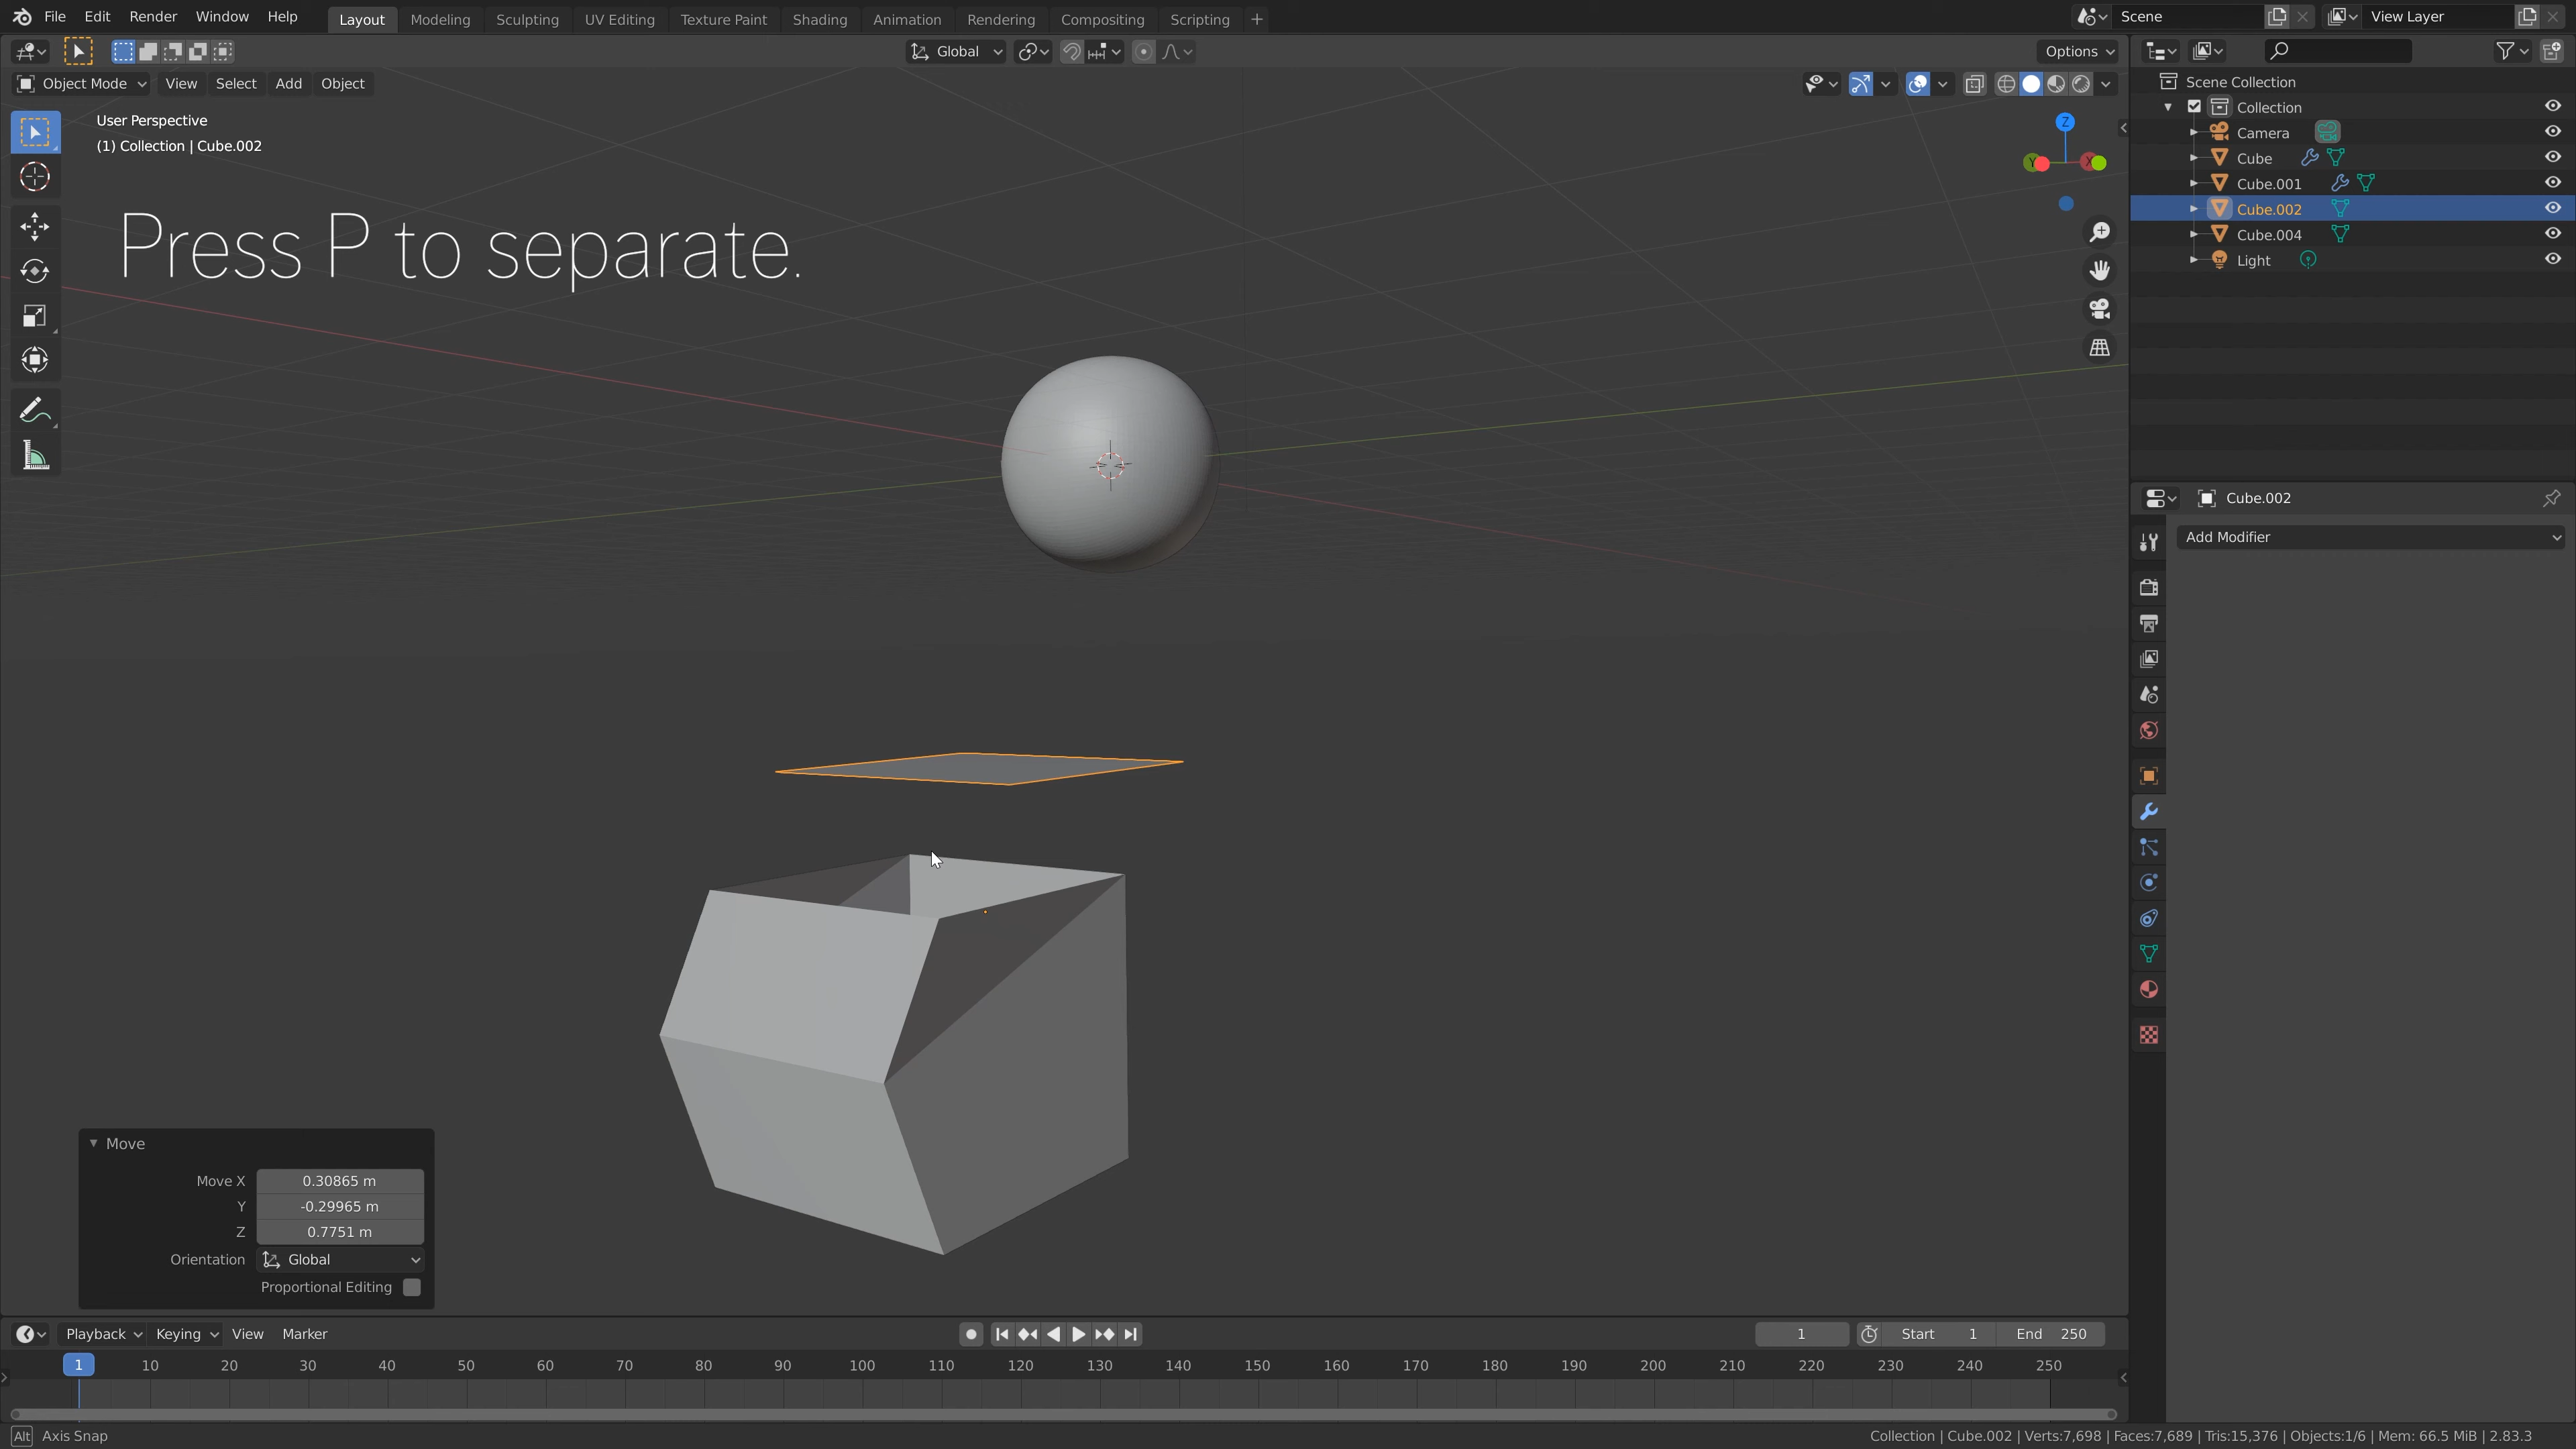 File Edit Render Window Help Layout Modeling Sculpting UV Editing Texture Paint Shading Animation Rendering Compositing Scripting + Scene View Layer
Global Options
Object Mode View Select Add Object
User Perspective
(1) Collection | Cube.002
Press P to separate.
Z
Y
X
Scene Collection
Collection
Camera
Cube
Cube.001
Cube.002
Cube.004
Light
Cube.002
Add Modifier
Move
Move X 0.30865 m
Y -0.29965 m
Z 0.7751 m
Orientation Global
Proportional Editing
Playback Keying View Marker 1 Start 1 End 250
1 10 20 30 40 50 60 70 80 90 100 110 120 130 140 150 160 170 180 190 200 210 220 230 240 250
Alt Axis Snap Collection | Cube.002 | Verts:7,698 | Faces:7,689 | Tris:15,376 | Objects:1/6 | Mem: 66.5 MiB | 2.83.3